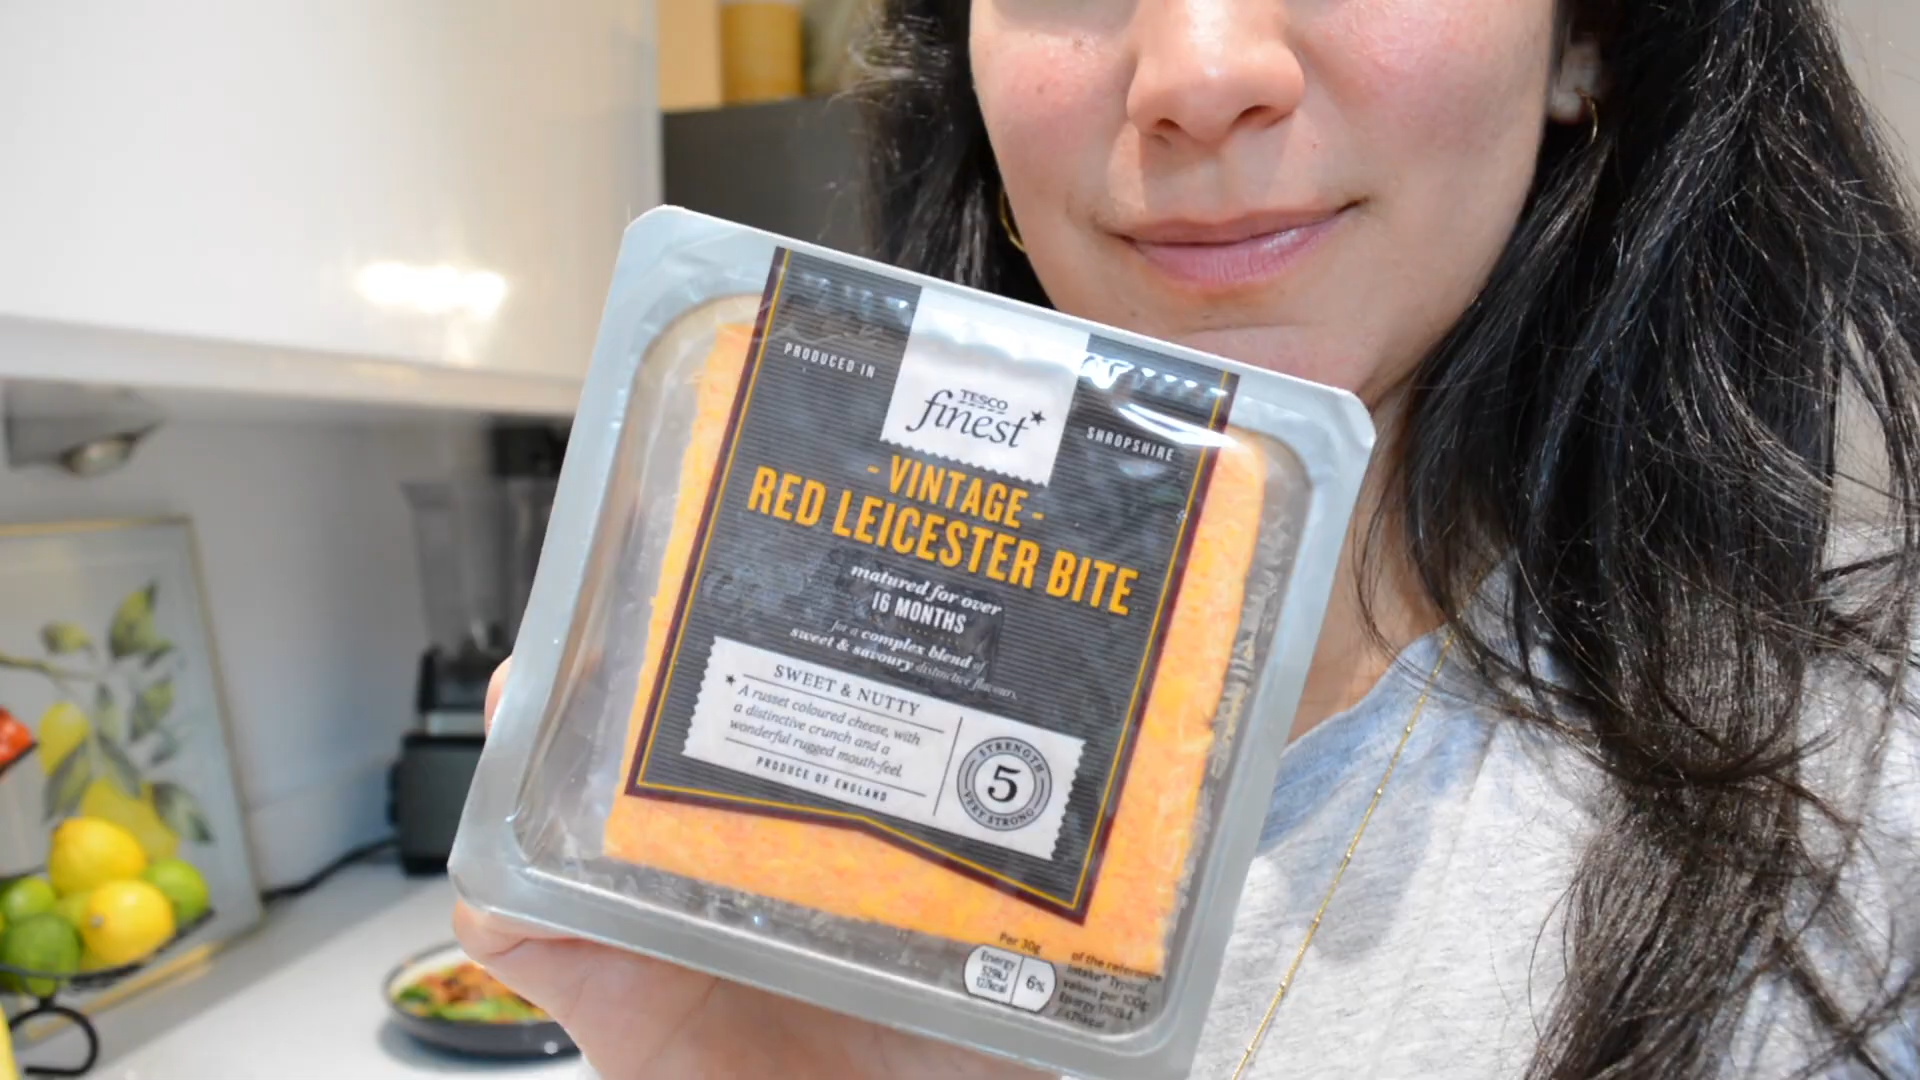 PRODUCED IN
TESCO
finest*
SHROPSHIRE
- VINTAGE -
RED LEICESTER BITE
matured for over
16 MONTHS
for a complex blend of
sweet & savoury distinctive flavours.
SWEET & NUTTY
A russet coloured cheese, with
a distinctive crunch and a
wonderful rugged mouth-feel.
PRODUCE OF ENGLAND
STRENGTH
5
VERY STRONG
Per 30g
Energy
529kJ
127kcal
6%
of the reference
intake* Typical
values per 100g:
Energy